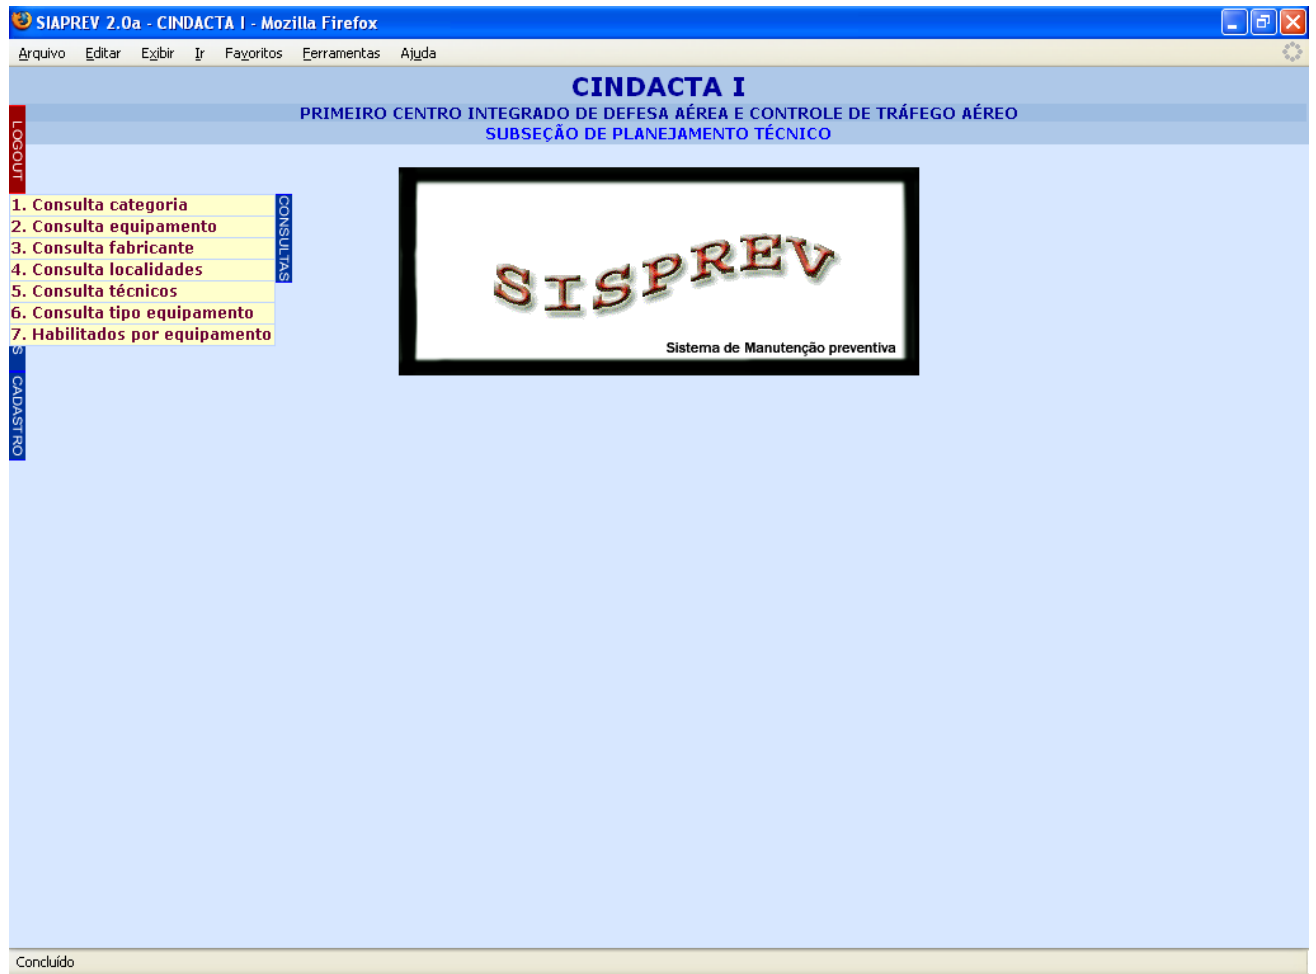 SIAPREV 2.0a - CINDACTA I - Mozilla Firefox
Arquivo Editar Exibir Ir Favoritos Ferramentas Ajuda
CINDACTA I
PRIMEIRO CENTRO INTEGRADO DE DEFESA AÉREA E CONTROLE DE TRÁFEGO AÉREO
SUBSEÇÃO DE PLANEJAMENTO TÉCNICO
LOGOUT
1. Consulta categoria
2. Consulta equipamento
3. Consulta fabricante
4. Consulta localidades
5. Consulta técnicos
6. Consulta tipo equipamento
7. Habilitados por equipamento
CONSULTAS
S
CADASTRO
SISPREV
Sistema de Manutenção preventiva
Concluído